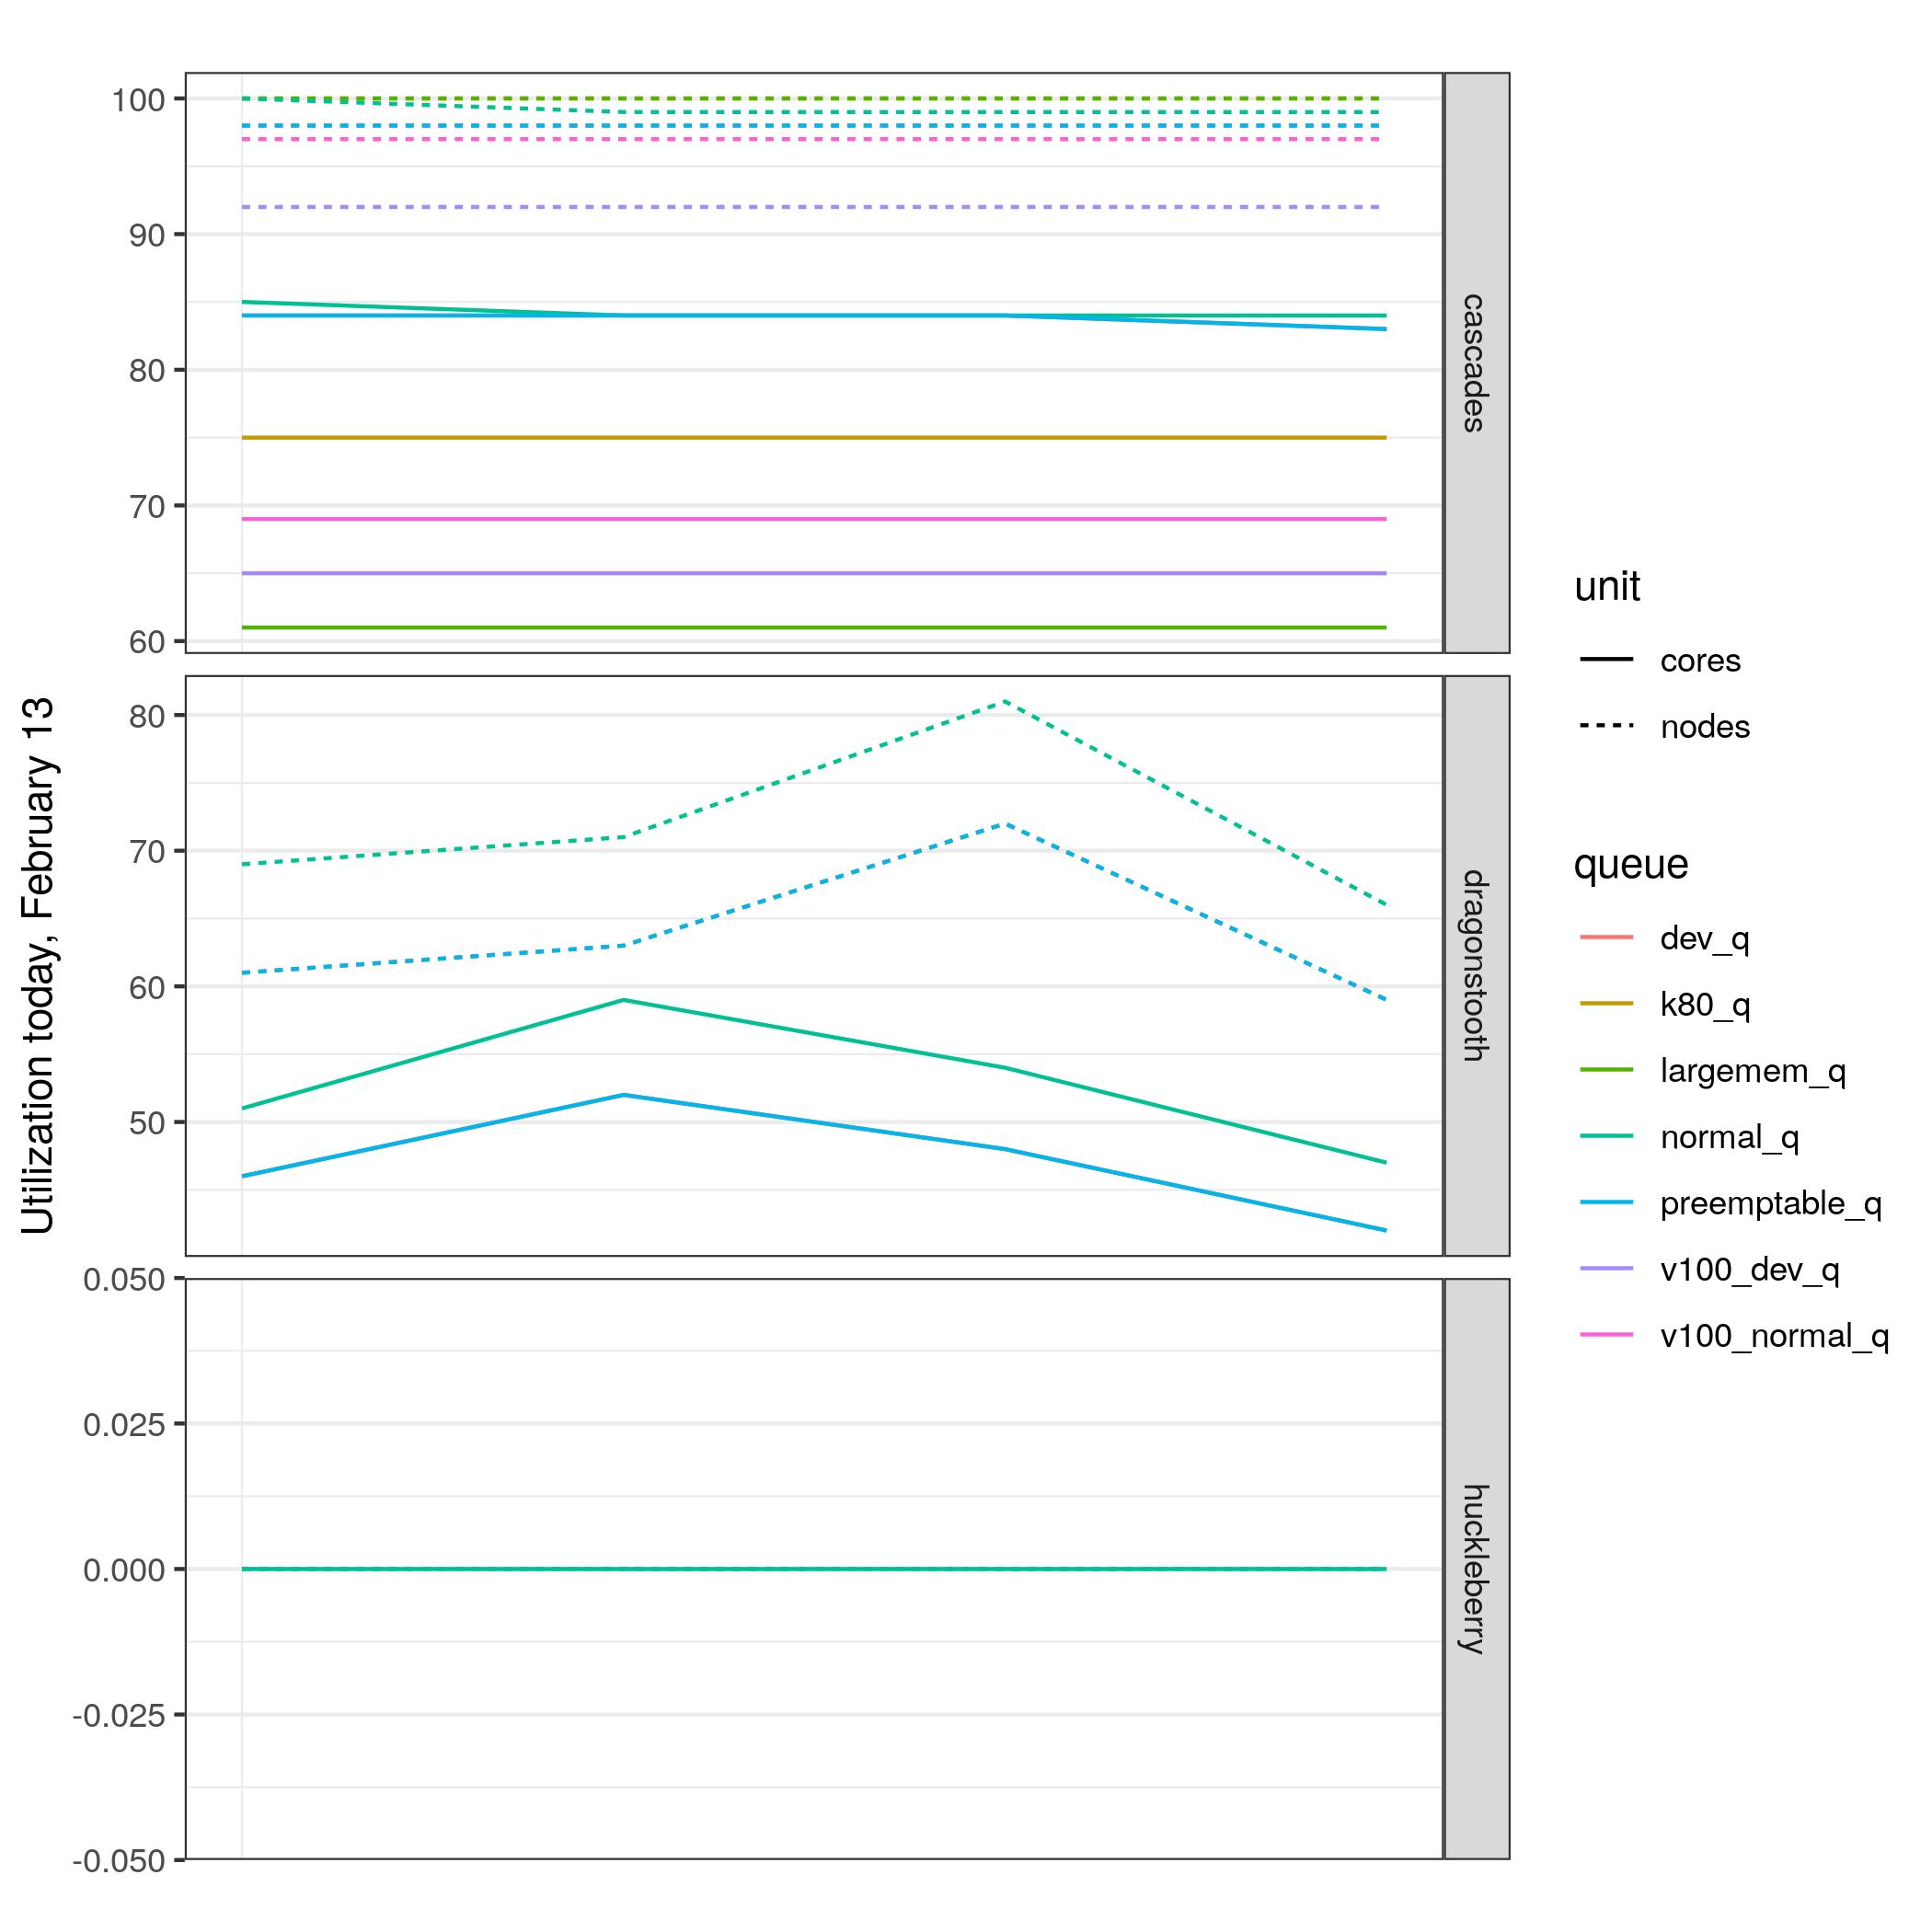 Utilization today, February 13
100
90
80
70
60
cascades
80
70
60
50
dragonstooth
0.050
0.025
0.000
-0.025
-0.050
huckleberry
unit
cores
nodes
queue
dev_q
k80_q
largemem_q
normal_q
preemptable_q
v100_dev_q
v100_normal_q